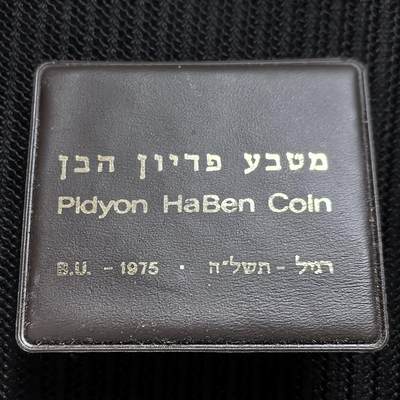 מטבע פדיון הבן
Pidyon HaBen Coin
B.U. - 1975 · רגיל - תשל"ה